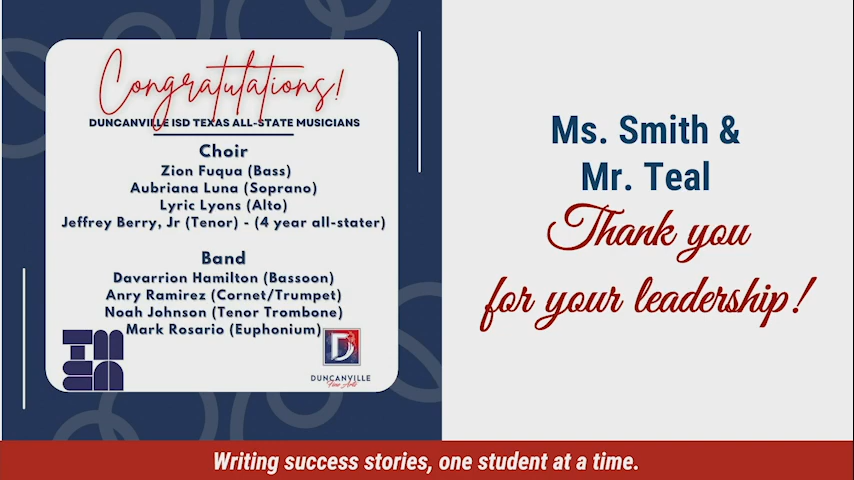 Congratulations!
DUNCANVILLE ISD TEXAS ALL-STATE MUSICIANS
Choir
Zion Fuqua (Bass)
Aubriana Luna (Soprano)
Lyric Lyons (Alto)
Jeffrey Berry, Jr (Tenor) - (4 year all-stater)
Band
Davarrion Hamilton (Bassoon)
Anry Ramirez (Cornet/Trumpet)
Noah Johnson (Tenor Trombone)
Mark Rosario (Euphonium)
TMEA
D
DUNCANVILLE
Fine Arts
Ms. Smith &
Mr. Teal
Thank you
for your leadership!
Writing success stories, one student at a time.